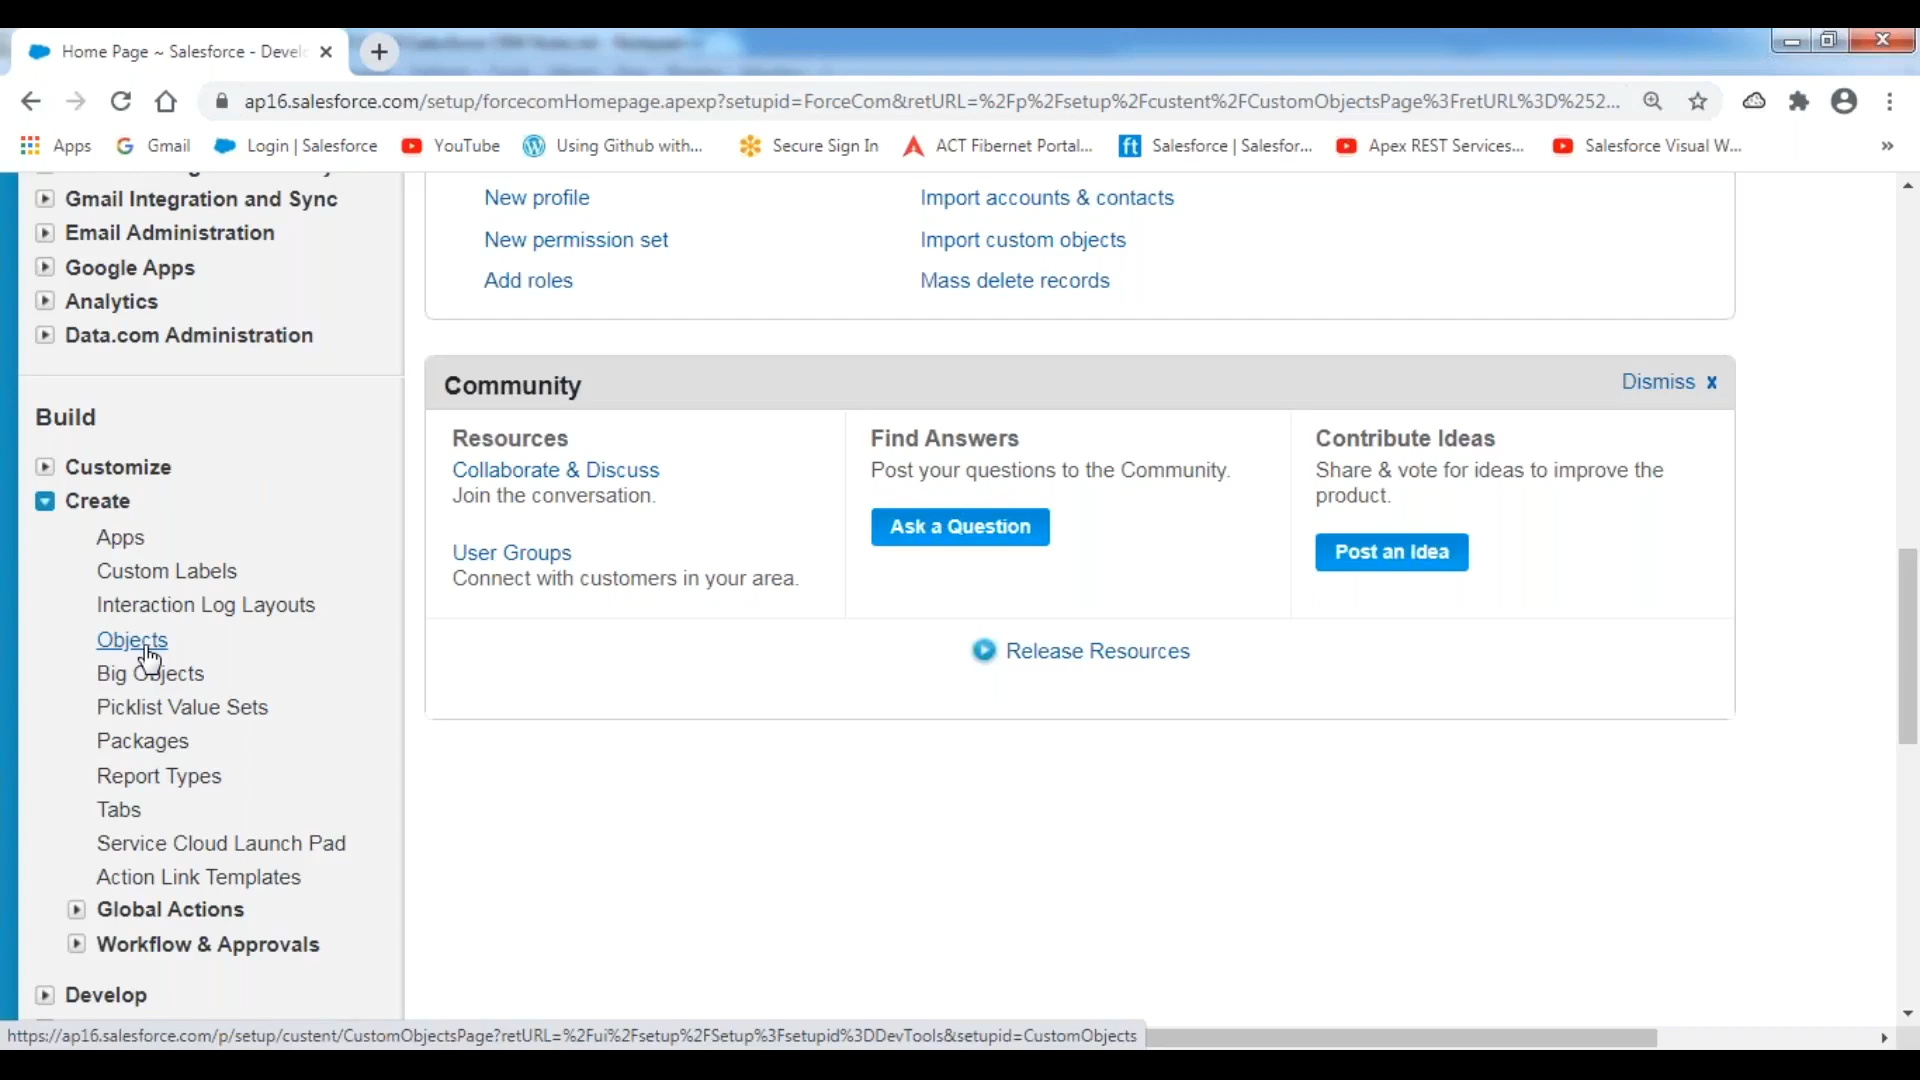 Home Page ~ Salesforce - Devel
ap16.salesforce.com/setup/forcecomHomepage.apexp?setupid=ForceCom&retURL=%2Fp%2Fsetup%2Fcustent%2FCustomObjectsPage%3FretURL%3D%252...
Apps
Gmail
Login | Salesforce
YouTube
Using Github with...
Secure Sign In
ACT Fibernet Portal...
ft
Salesforce | Salesfor...
Apex REST Services...
Salesforce Visual W...
»
Gmail Integration and Sync
Email Administration
Google Apps
Analytics
Data.com Administration
Build
Customize
Create
Apps
Custom Labels
Interaction Log Layouts
Objects
Big Objects
Picklist Value Sets
Packages
Report Types
Tabs
Service Cloud Launch Pad
Action Link Templates
Global Actions
Workflow & Approvals
Develop
New profile
Import accounts & contacts
New permission set
Import custom objects
Add roles
Mass delete records
Community
Dismiss x
Resources
Collaborate & Discuss
Join the conversation.
User Groups
Connect with customers in your area.
Find Answers
Post your questions to the Community.
Ask a Question
Contribute Ideas
Share & vote for ideas to improve the
product.
Post an Idea
Release Resources
https://ap16.salesforce.com/p/setup/custent/CustomObjectsPage?retURL=%2Fui%2Fsetup%2FSetup%3Fsetupid%3DDevTools&setupid=CustomObjects